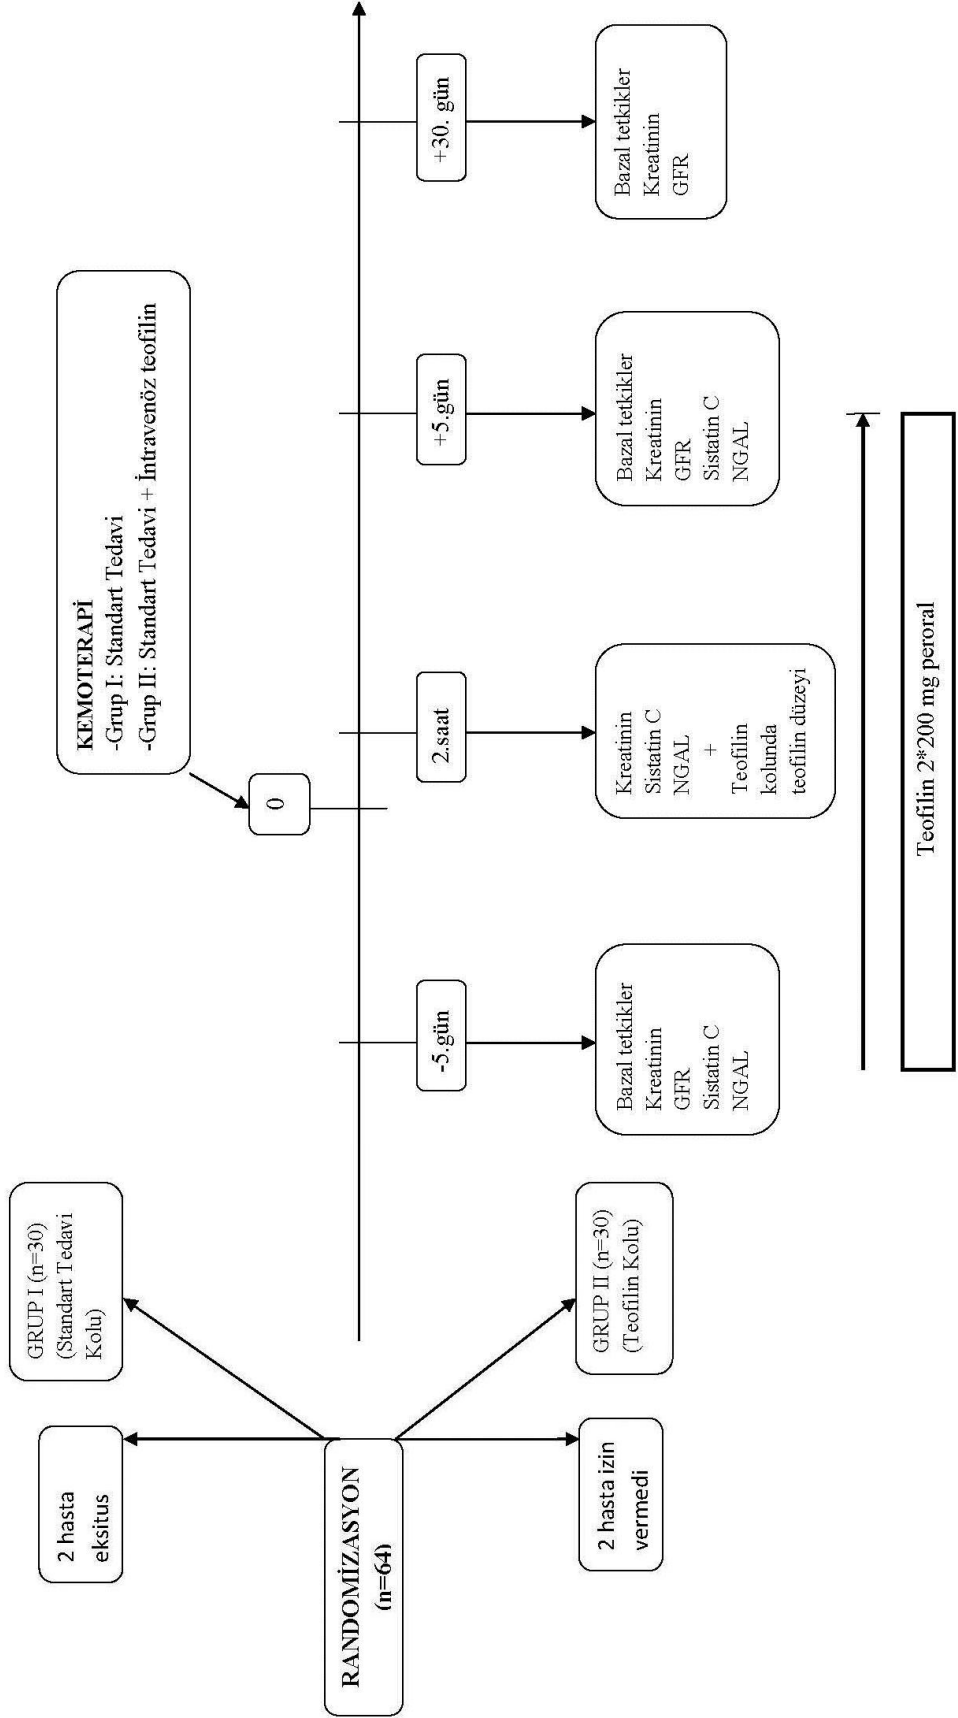 RANDOMİZASYON
(n=64)
2 hasta
eksitus
2 hasta izin
vermedi
GRUP I (n=30)
(Standart Tedavi
Kolu)
GRUP II (n=30)
(Teofilin Kolu)
KEMOTERAPİ
-Grup I: Standart Tedavi
-Grup II: Standart Tedavi + İntravenöz teofilin
0
-5.gün
Bazal tetkikler
Kreatinin
GFR
Sistatin C
NGAL
2.saat
Kreatinin
Sistatin C
NGAL
+
Teofilin
kolunda
teofilin düzeyi
+5.gün
Bazal tetkikler
Kreatinin
GFR
Sistatin C
NGAL
+30. gün
Bazal tetkikler
Kreatinin
GFR
Teofilin 2*200 mg peroral